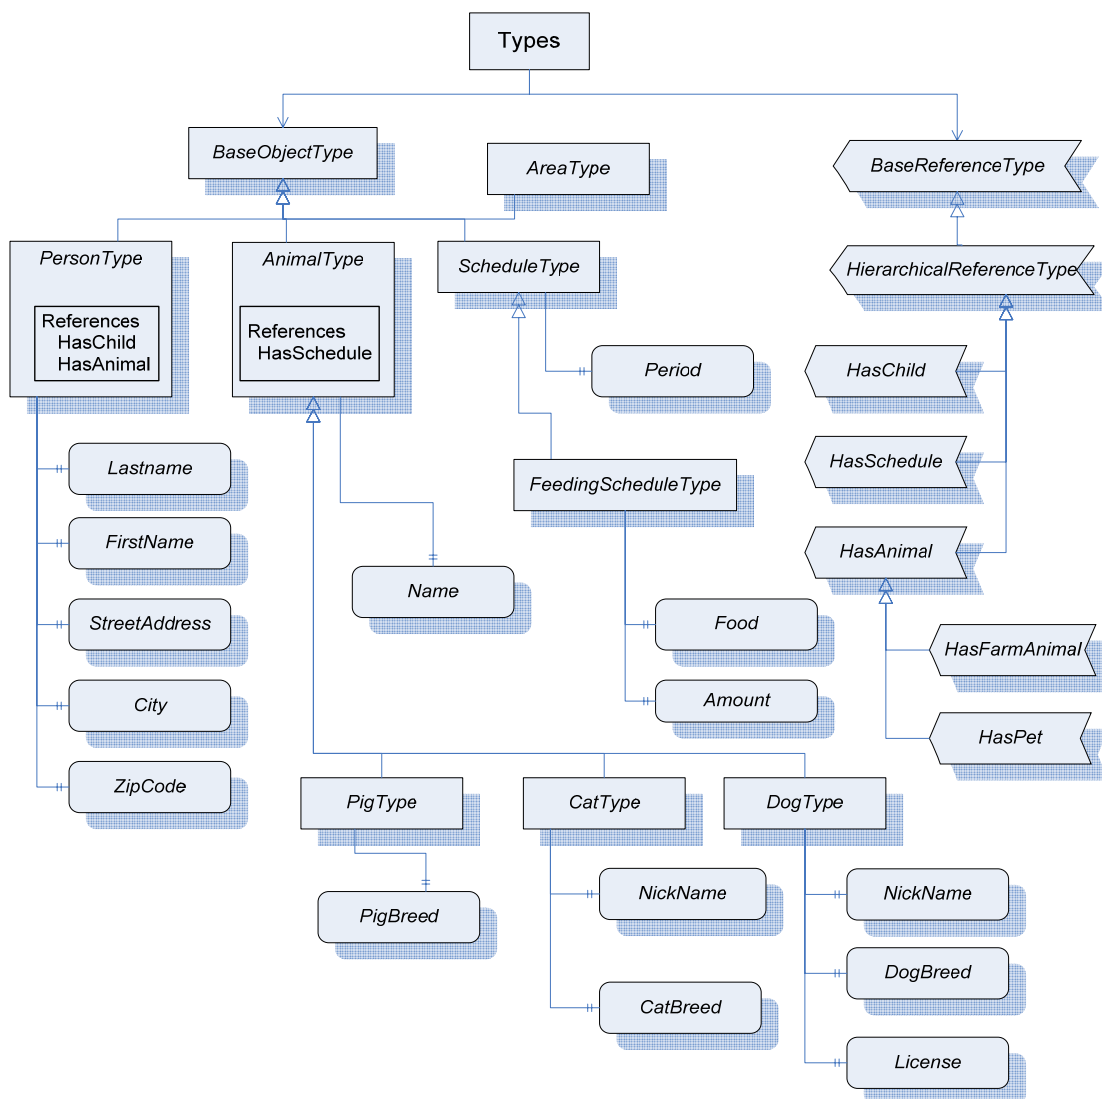 Types
BaseObjectType
AreaType
BaseReferenceType
PersonType
References
HasChild
HasAnimal
AnimalType
References
HasSchedule
ScheduleType
HierarchicalReferenceType
Period
HasChild
Lastname
FeedingScheduleType
HasSchedule
FirstName
HasAnimal
Name
StreetAddress
Food
HasFarmAnimal
City
Amount
HasPet
ZipCode
PigType
CatType
DogType
PigBreed
NickName
NickName
DogBreed
CatBreed
License